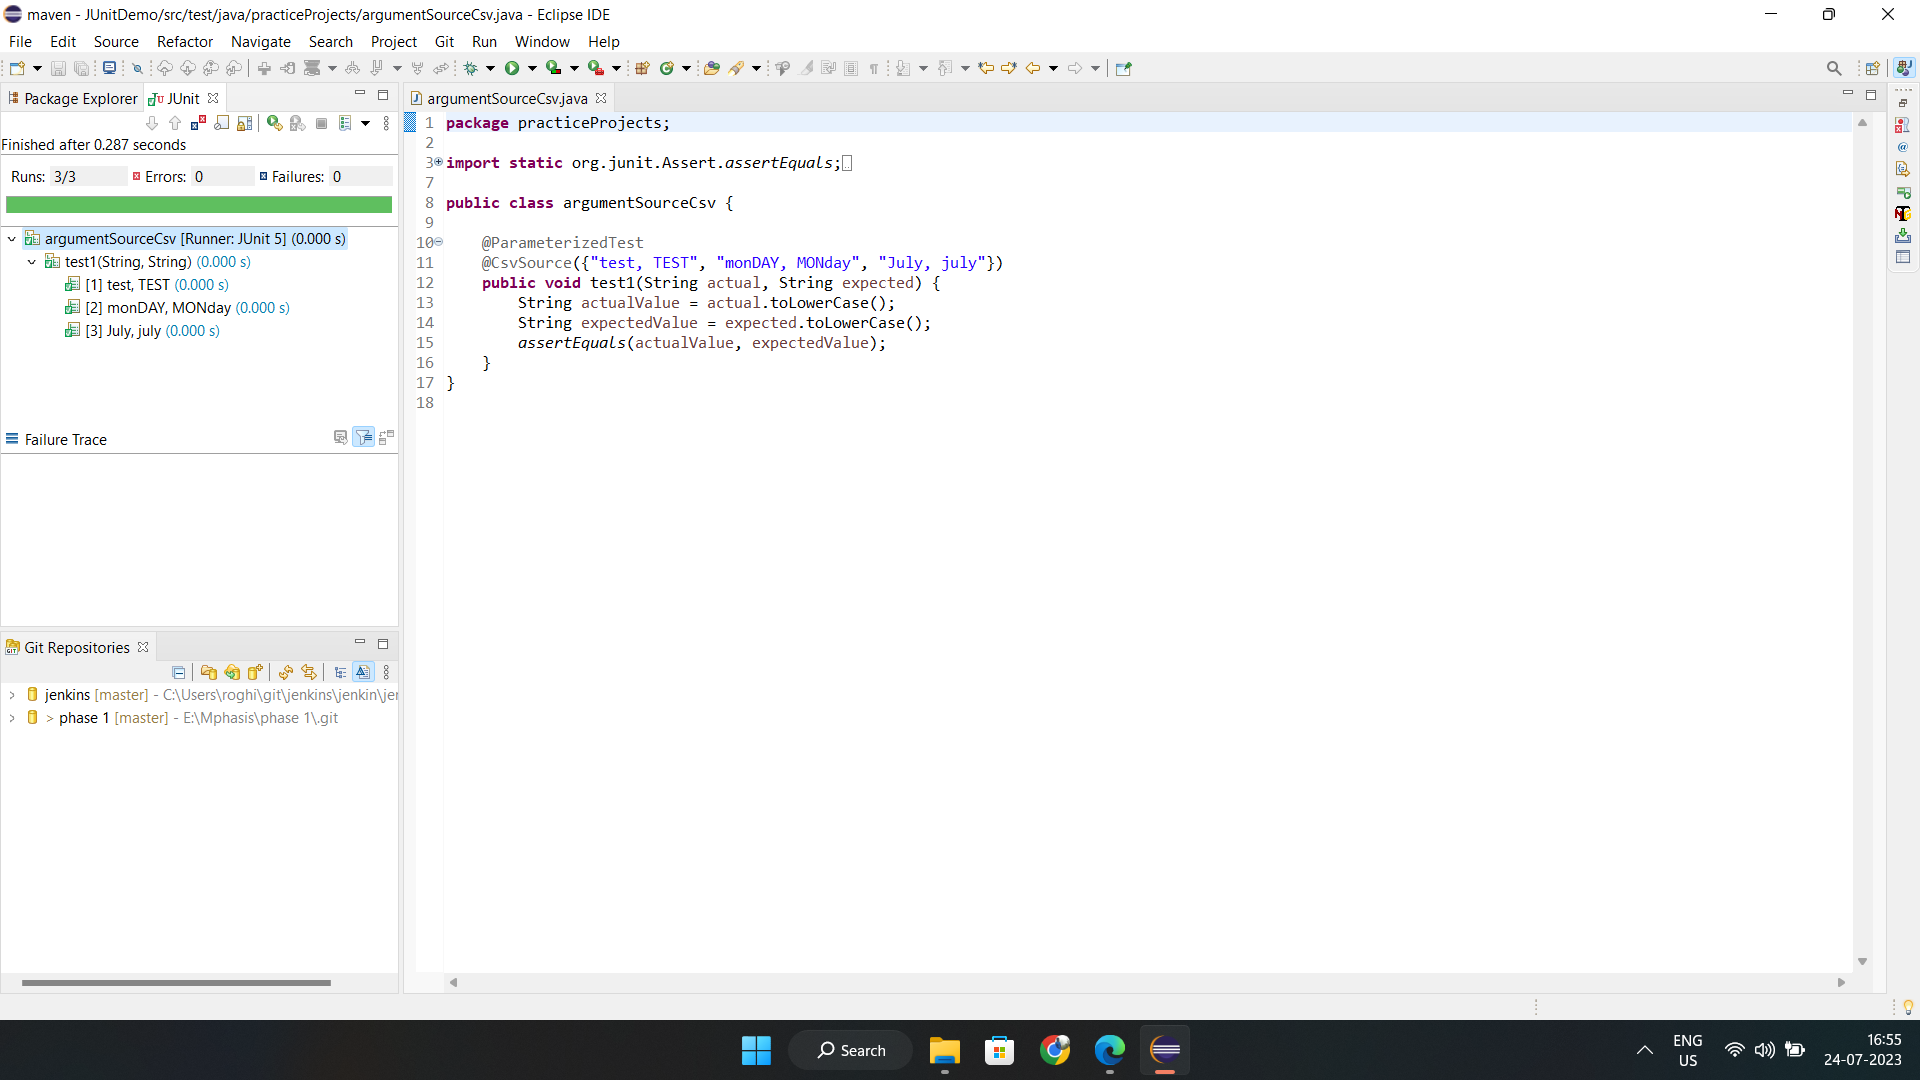 maven - JUnitDemo/src/test/java/practiceProjects/argumentSourceCsv.java - Eclipse IDE
File Edit Source Refactor Navigate Search Project Git Run Window Help
Package Explorer JUnit
Finished after 0.287 seconds
Runs: 3/3 Errors: 0 Failures: 0
argumentSourceCsv [Runner: JUnit 5] (0.000 s)
test1(String, String) (0.000 s)
[1] test, TEST (0.000 s)
[2] monDAY, MONday (0.000 s)
[3] July, july (0.000 s)
Failure Trace
Git Repositories
jenkins [master] - C:\Users\roghi\git\jenkins\jenkin\jer
> phase 1 [master] - E:\Mphasis\phase 1\.git
argumentSourceCsv.java
1 package practiceProjects;
2
3 import static org.junit.Assert.assertEquals;
7
8 public class argumentSourceCsv {
9
10 @ParameterizedTest
11 @CsvSource({"test, TEST", "monDAY, MONday", "July, july"})
12 public void test1(String actual, String expected) {
13 String actualValue = actual.toLowerCase();
14 String expectedValue = expected.toLowerCase();
15 assertEquals(actualValue, expectedValue);
16 }
17 }
18
Search
ENG
US
16:55
24-07-2023